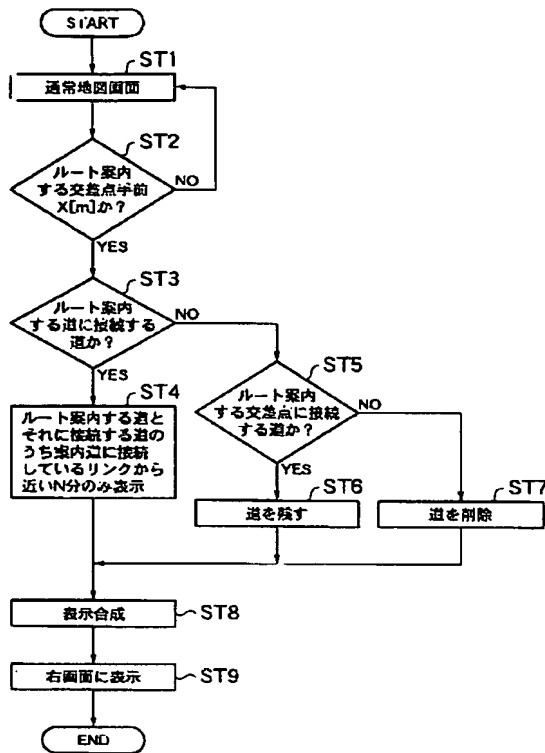 START
ST1
通常地図画面
ST2
ルート案内
する交差点手前
X[m]か?
NO
YES
ST3
ルート案内
する道に接続する
道か?
NO
YES
ST4
ルート案内する道と
それに接続する道の
うち案内道に接続
しているリンクから
近いN分のみ表示
ST5
ルート案内
する交差点に接続
する道か?
NO
YES
ST6
道を残す
ST7
道を削除
表示合成
ST8
右画面に表示
ST9
END